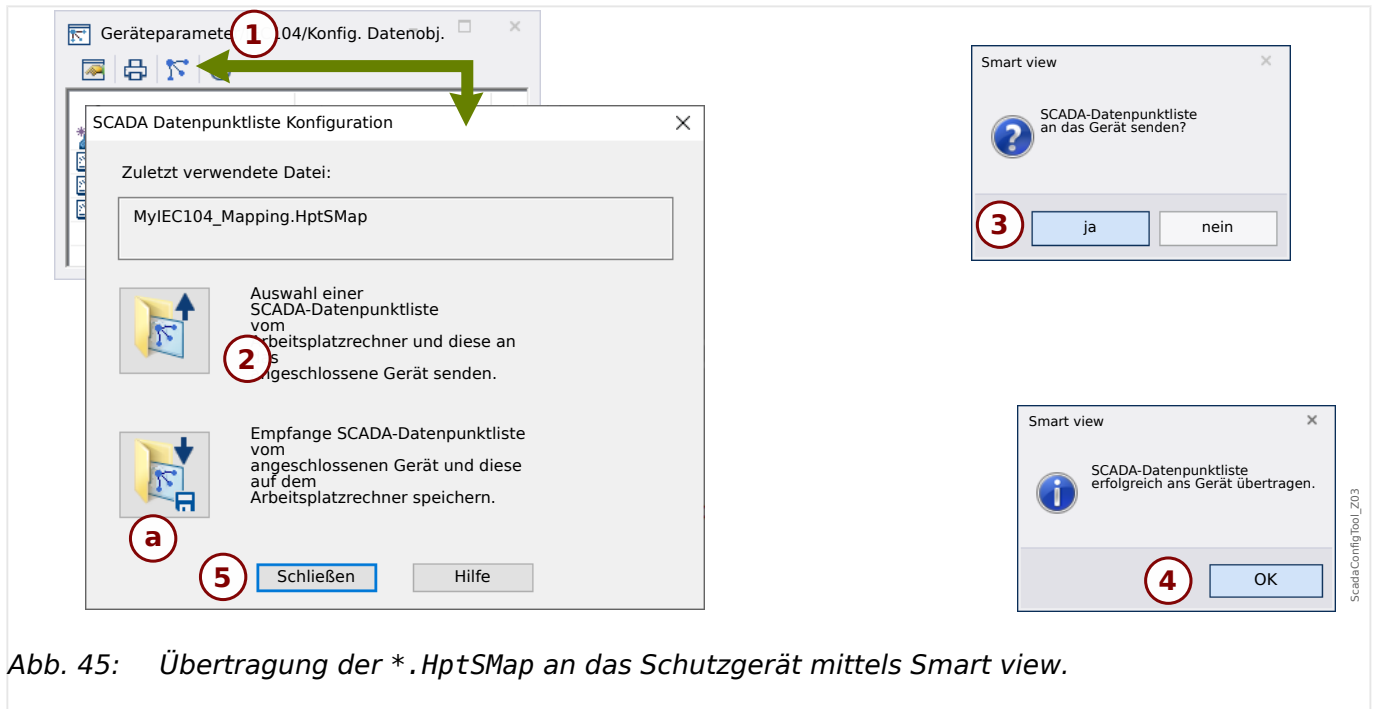 Geräteparamete
1
04/Konfig. Datenobj.
SCADA Datenpunktliste Konfiguration
Zuletzt verwendete Datei:
MyIEC104_Mapping.HptSMap
Auswahl einer
SCADA-Datenpunktliste
vom
rbeitsplatzrechner und diese an
2
s
ngeschlossene Gerät senden.
Empfange SCADA-Datenpunktliste
vom
angeschlossenen Gerät und diese
auf dem
Arbeitsplatzrechner speichern.
a
5
Schließen
Hilfe
Smart view
SCADA-Datenpunktliste
an das Gerät senden?
3
ja
nein
Smart view
SCADA-Datenpunktliste
erfolgreich ans Gerät übertragen.
4
OK
ScadaConfigTool_Z03
Abb. 45: Übertragung der *.HptSMap an das Schutzgerät mittels Smart view.